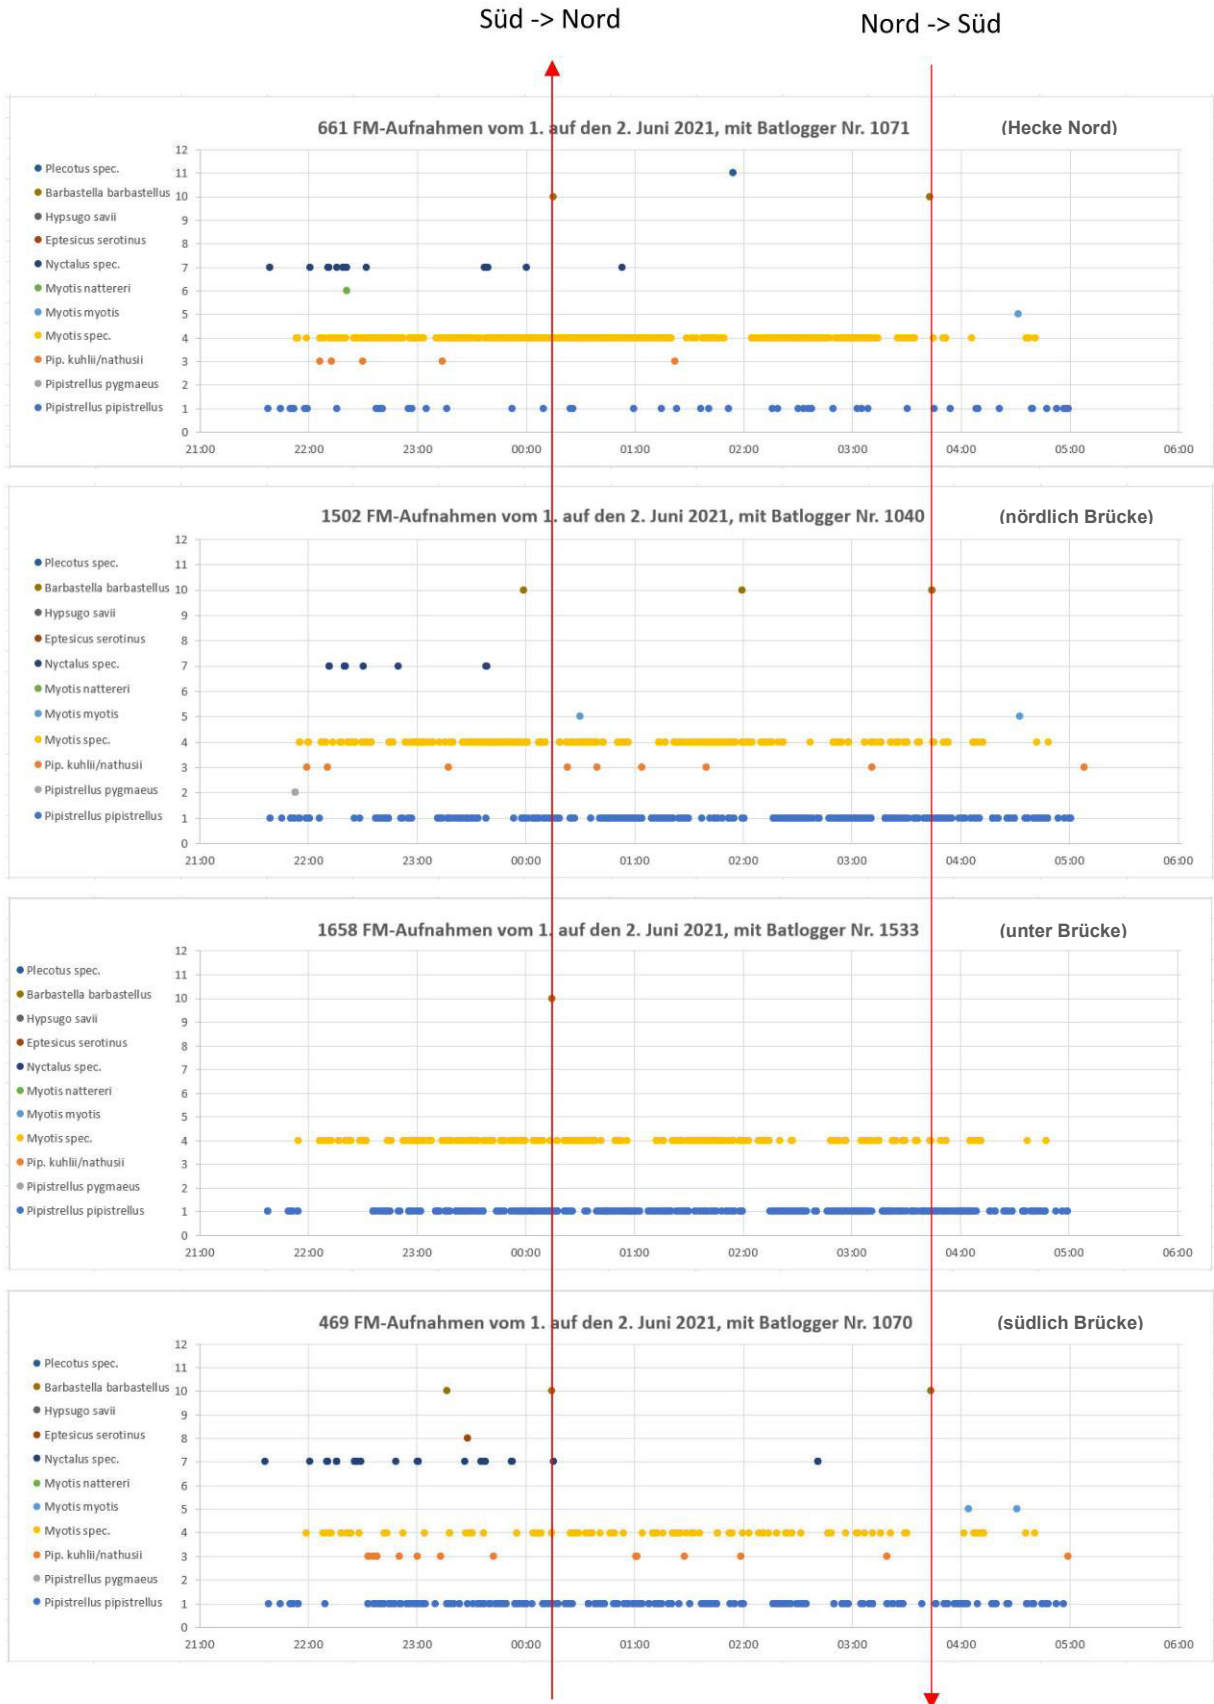 Süd -> Nord
Nord -> Süd
661 FM-Aufnahmen vom 1. auf den 2. Juni 2021, mit Batlogger Nr. 1071
(Hecke Nord)
12
11
10
9
8
7
6
5
4
3
2
1
0
Plecotus spec.
Barbastella barbastellus
Hypsugo savii
Eptesicus serotinus
Nyctalus spec.
Myotis nattereri
Myotis myotis
Myotis spec.
Pip. kuhlii/nathusii
Pipistrellus pygmaeus
Pipistrellus pipistrellus
21:00 22:00 23:00 00:00 01:00 02:00 03:00 04:00 05:00 06:00
1502 FM-Aufnahmen vom 1. auf den 2. Juni 2021, mit Batlogger Nr. 1040
(nördlich Brücke)
12
11
10
9
8
7
6
5
4
3
2
1
0
Plecotus spec.
Barbastella barbastellus
Hypsugo savii
Eptesicus serotinus
Nyctalus spec.
Myotis nattereri
Myotis myotis
Myotis spec.
Pip. kuhlii/nathusii
Pipistrellus pygmaeus
Pipistrellus pipistrellus
21:00 22:00 23:00 00:00 01:00 02:00 03:00 04:00 05:00 06:00
1658 FM-Aufnahmen vom 1. auf den 2. Juni 2021, mit Batlogger Nr. 1533
(unter Brücke)
12
11
10
9
8
7
6
5
4
3
2
1
0
Plecotus spec.
Barbastella barbastellus
Hypsugo savii
Eptesicus serotinus
Nyctalus spec.
Myotis nattereri
Myotis myotis
Myotis spec.
Pip. kuhlii/nathusii
Pipistrellus pygmaeus
Pipistrellus pipistrellus
21:00 22:00 23:00 00:00 01:00 02:00 03:00 04:00 05:00 06:00
469 FM-Aufnahmen vom 1. auf den 2. Juni 2021, mit Batlogger Nr. 1070
(südlich Brücke)
12
11
10
9
8
7
6
5
4
3
2
1
0
Plecotus spec.
Barbastella barbastellus
Hypsugo savii
Eptesicus serotinus
Nyctalus spec.
Myotis nattereri
Myotis myotis
Myotis spec.
Pip. kuhlii/nathusii
Pipistrellus pygmaeus
Pipistrellus pipistrellus
21:00 22:00 23:00 00:00 01:00 02:00 03:00 04:00 05:00 06:00